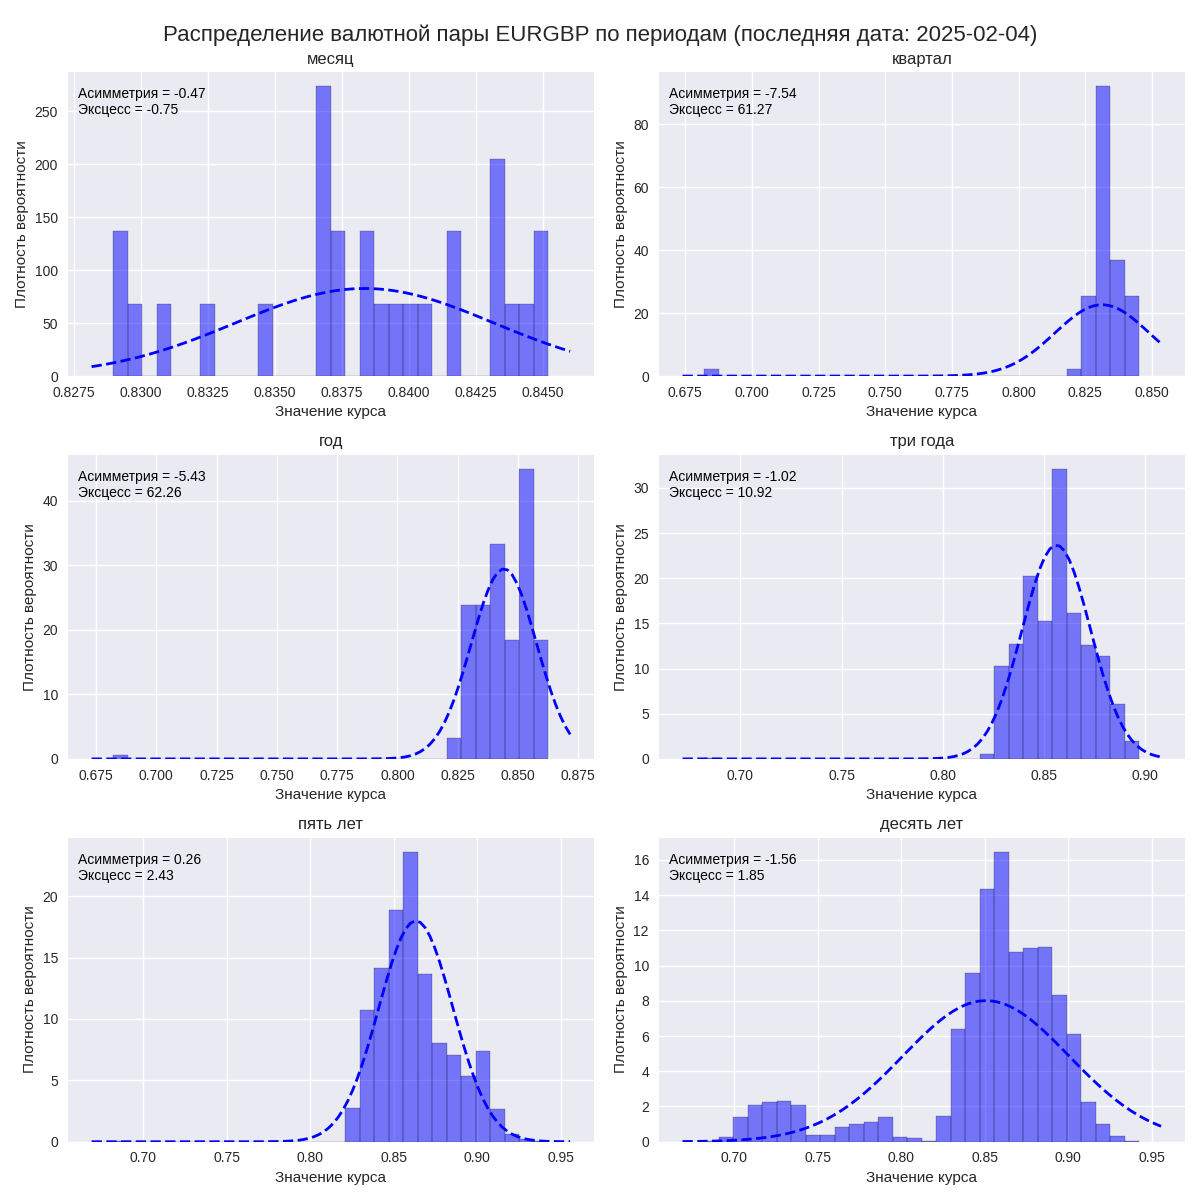 Распределение валютной пары EURGBP по периодам (последняя дата: 2025-02-04)
месяц
Асимметрия = -0.47
Эксцесс = -0.75
Плотность вероятности
250
200
150
100
50
0
0.8275 0.8300 0.8325 0.8350 0.8375 0.8400 0.8425 0.8450
Значение курса
квартал
Асимметрия = -7.54
Эксцесс = 61.27
Плотность вероятности
80
60
40
20
0
0.675 0.700 0.725 0.750 0.775 0.800 0.825 0.850
Значение курса
год
Асимметрия = -5.43
Эксцесс = 62.26
Плотность вероятности
40
30
20
10
0
0.675 0.700 0.725 0.750 0.775 0.800 0.825 0.850 0.875
Значение курса
три года
Асимметрия = -1.02
Эксцесс = 10.92
Плотность вероятности
30
25
20
15
10
5
0
0.70 0.75 0.80 0.85 0.90
Значение курса
пять лет
Асимметрия = 0.26
Эксцесс = 2.43
Плотность вероятности
20
15
10
5
0
0.70 0.75 0.80 0.85 0.90 0.95
Значение курса
десять лет
Асимметрия = -1.56
Эксцесс = 1.85
Плотность вероятности
16
14
12
10
8
6
4
2
0
0.70 0.75 0.80 0.85 0.90 0.95
Значение курса